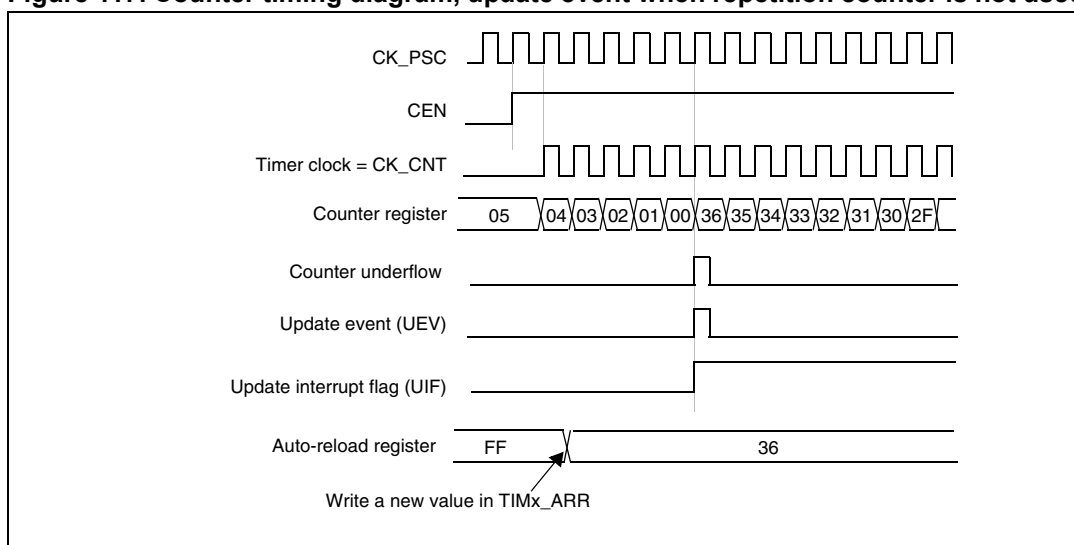 CK_PSC
CEN
Timer clock = CK_CNT
Counter register 05 04 03 02 01 00 36 35 34 33 32 31 30 2F
Counter underflow
Update event (UEV)
Update interrupt flag (UIF)
Auto-reload register FF 36
Write a new value in TIMx_ARR